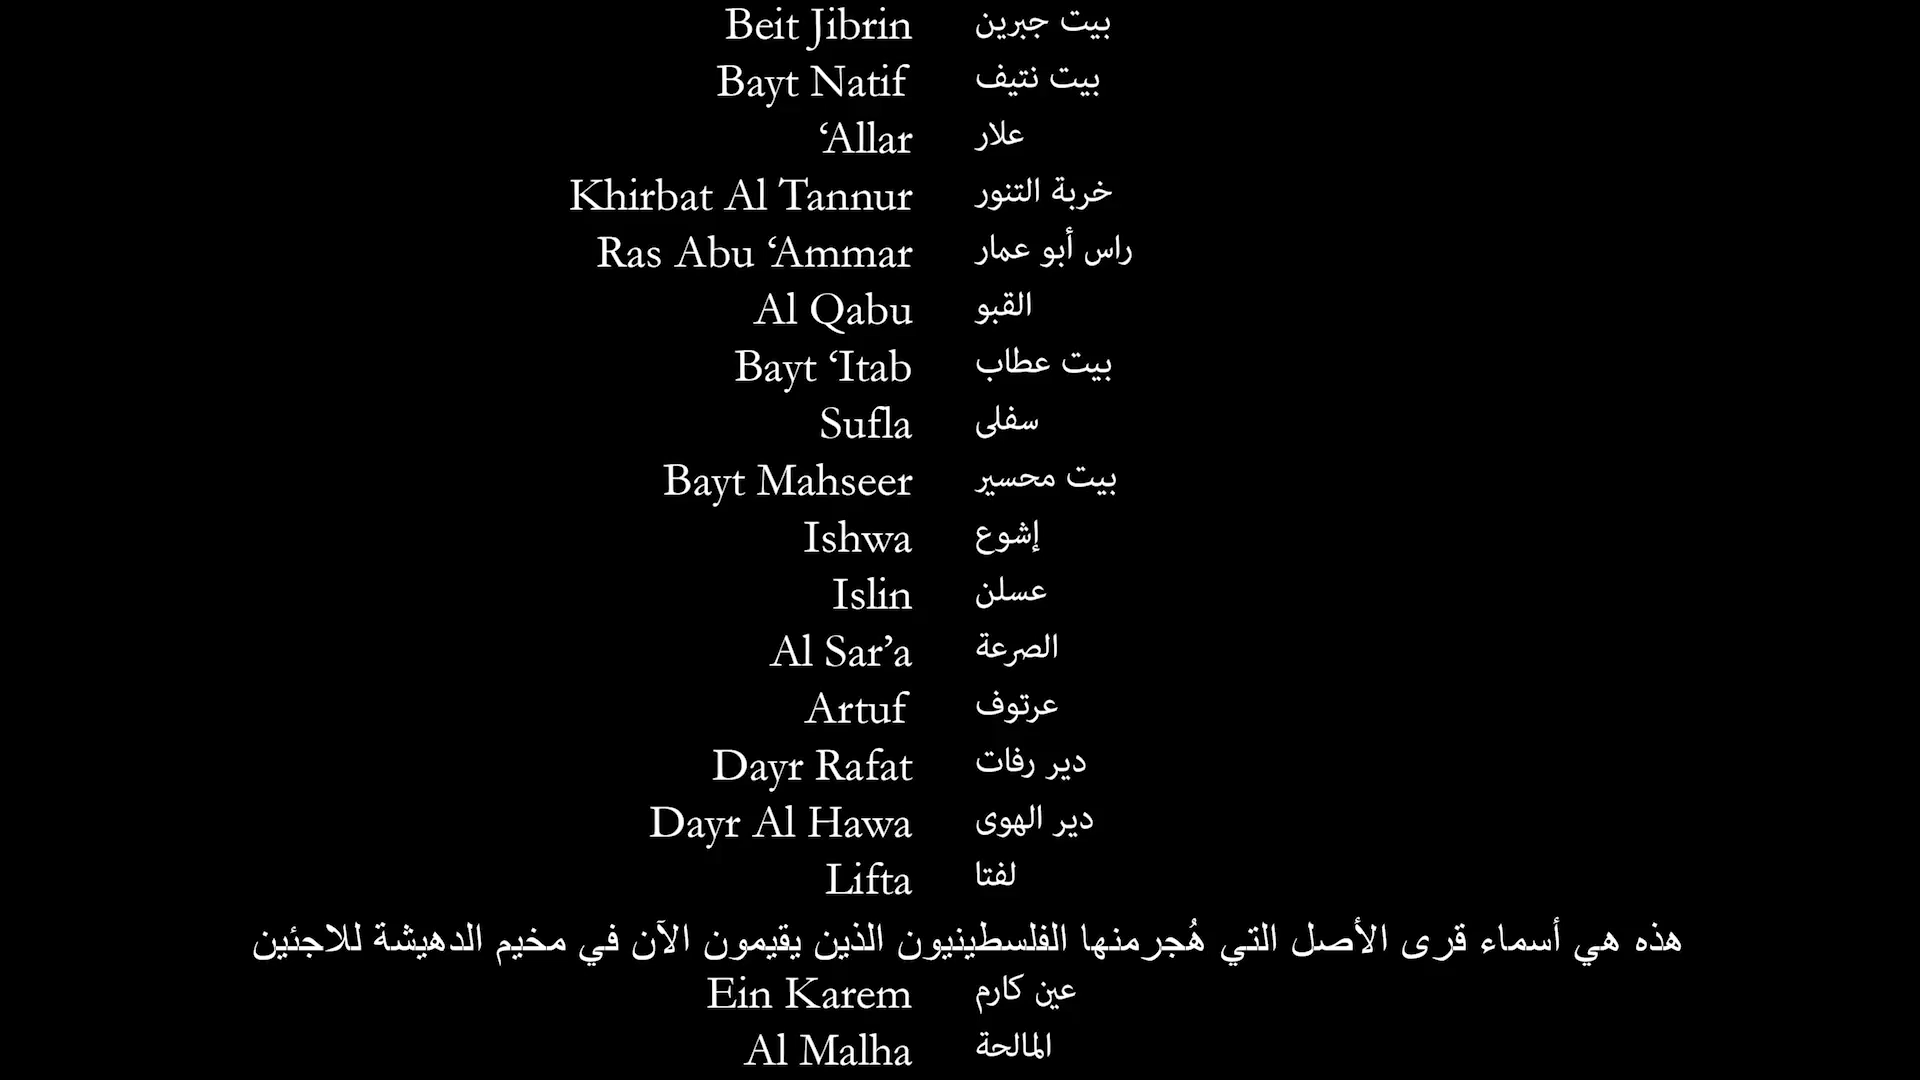 Beit Jibrin بيت جبرين
Bayt Natif بيت نتيف
‘Allar علار
Khirbat Al Tannur خربة التنور
Ras Abu ‘Ammar راس أبو عمار
Al Qabu القبو
Bayt ‘Itab بيت عطاب
Sufla سفلى
Bayt Mahseer بيت محسير
Ishwa إشوع
Islin عسلن
Al Sar’a الصرعة
Artuf عرتوف
Dayr Rafat دير رفات
Dayr Al Hawa دير الهوى
Lifta لفتا
هذه هي أسماء قرى الأصل التي هُجر منها الفلسطينيون الذين يقيمون الآن في مخيم الدهيشة للاجئين
Ein Karem عين كارم
Al Malha المالحة